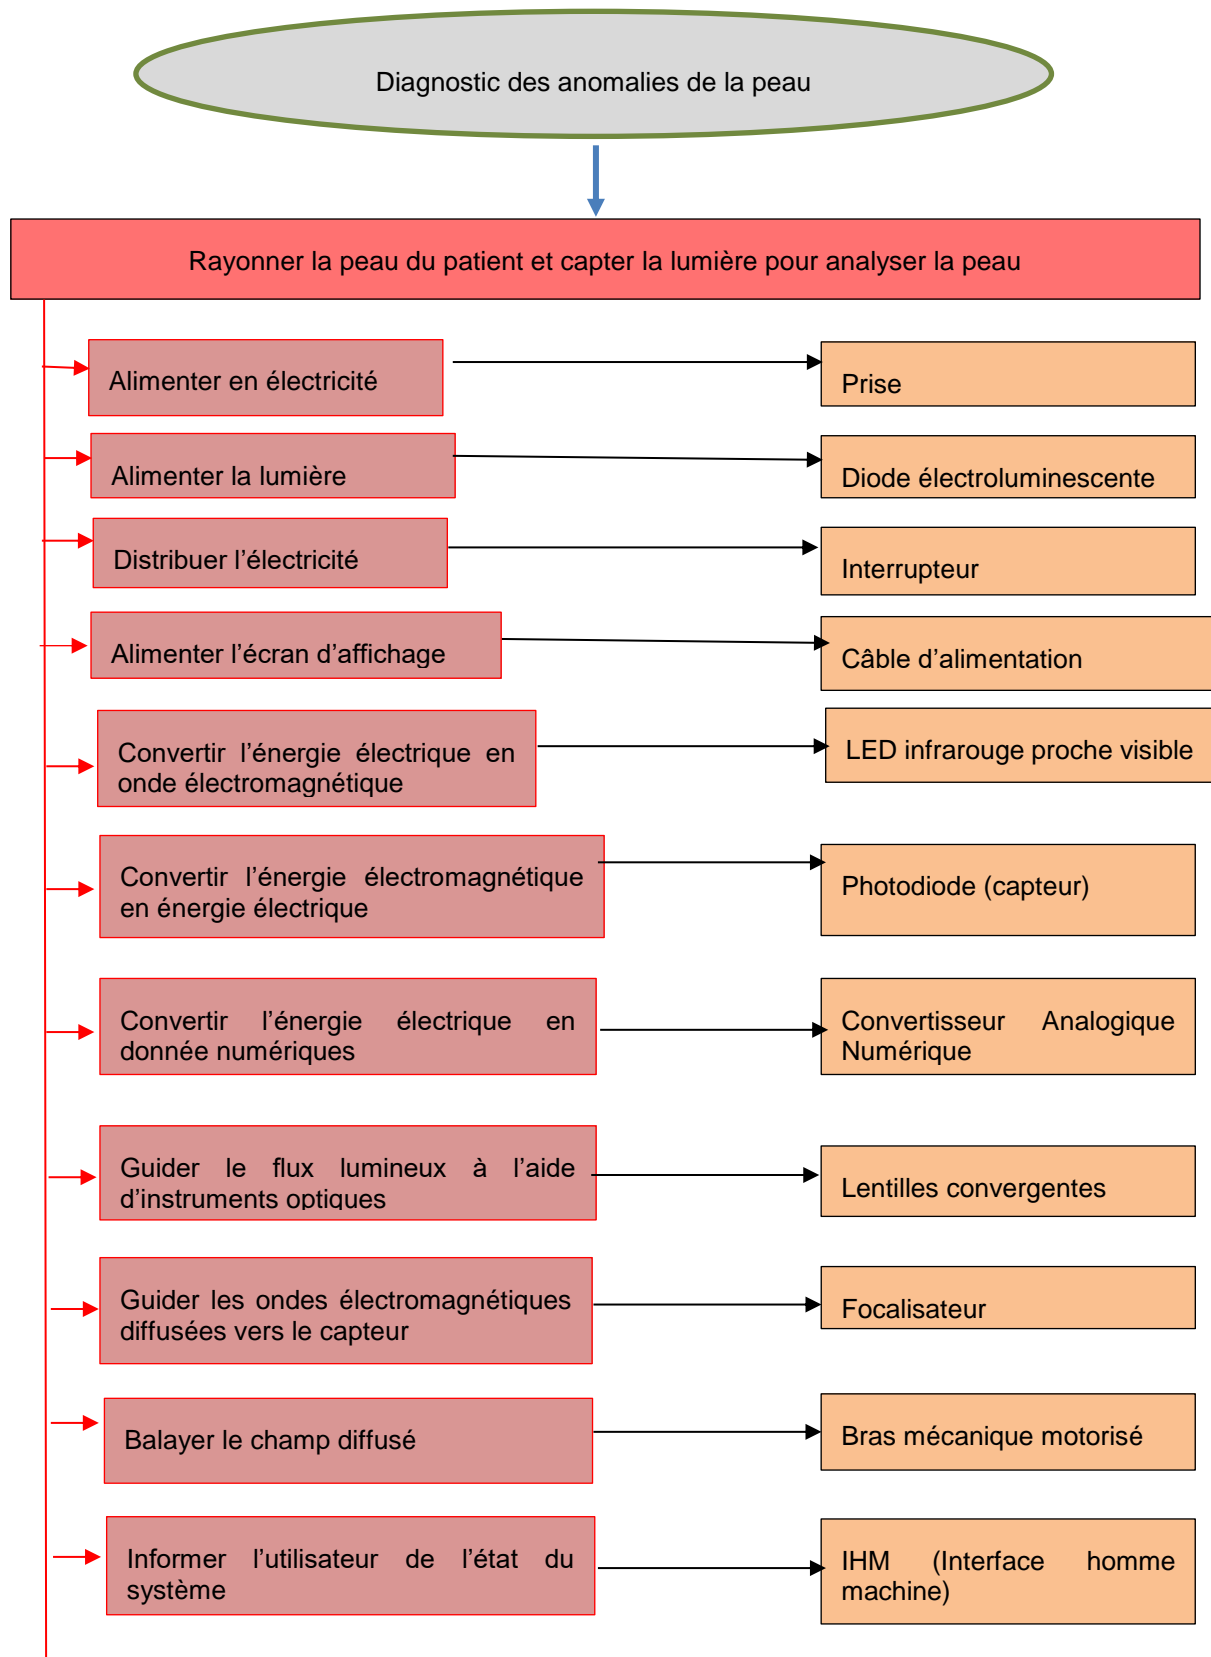 Diagnostic des anomalies de la peau
Rayonner la peau du patient et capter la lumière pour analyser la peau
Alimenter en électricité
Prise
Alimenter la lumière
Diode électroluminescente
Distribuer l’électricité
Interrupteur
Alimenter l’écran d’affichage
Câble d’alimentation
Convertir l’énergie électrique en
onde électromagnétique
LED infrarouge proche visible
Convertir l’énergie électromagnétique
en énergie électrique
Photodiode (capteur)
Convertir l’énergie électrique en
donnée numériques
Convertisseur Analogique
Numérique
Guider le flux lumineux à l’aide
d’instruments optiques
Lentilles convergentes
Guider les ondes électromagnétiques
diffusées vers le capteur
Focalisateur
Balayer le champ diffusé
Bras mécanique motorisé
Informer l’utilisateur de l’état du
système
IHM (Interface homme
machine)